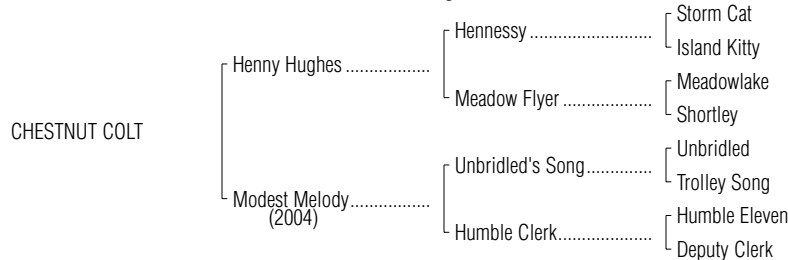 Storm Cat
Hennessy ..........................
Island Kitty
Henny Hughes ..................
Meadowlake
Meadow Flyer ...................
Shortley
CHESTNUT COLT
Unbridled
Unbridled's Song..............
Trolley Song
Modest Melody.................
(2004)
Humble Eleven
Humble Clerk....................
Deputy Clerk